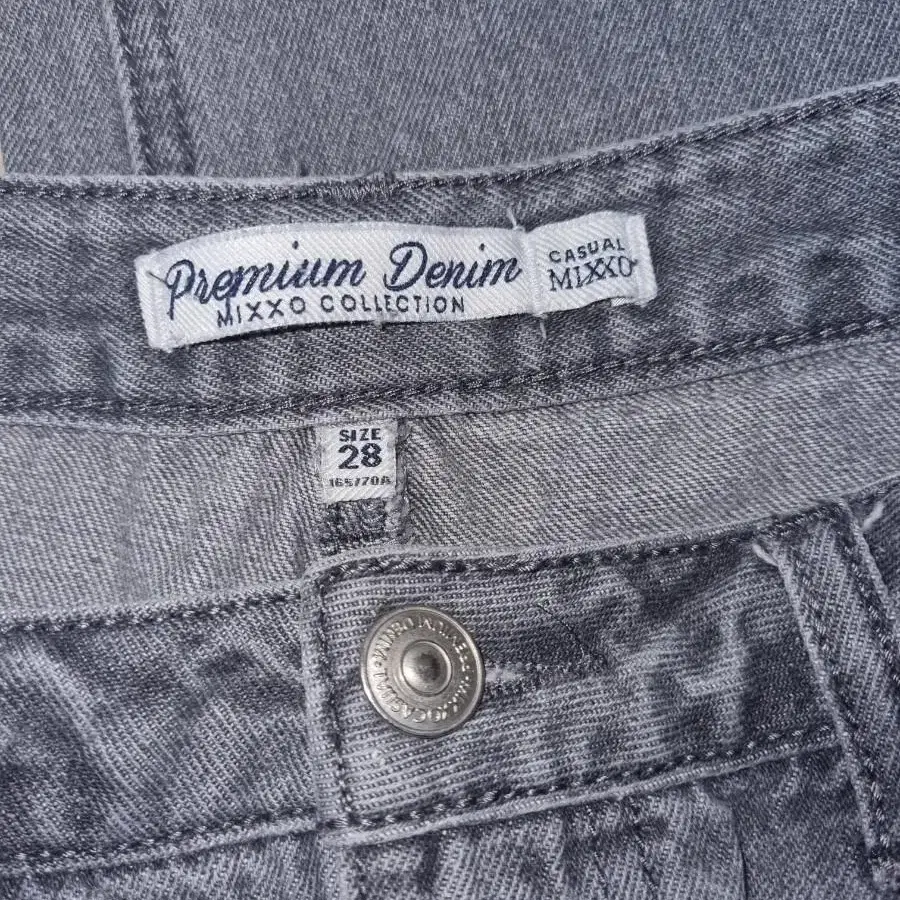 Premium Denim
MIXXO COLLECTION
CASUAL
MIXXO
SIZE
28
165/70A